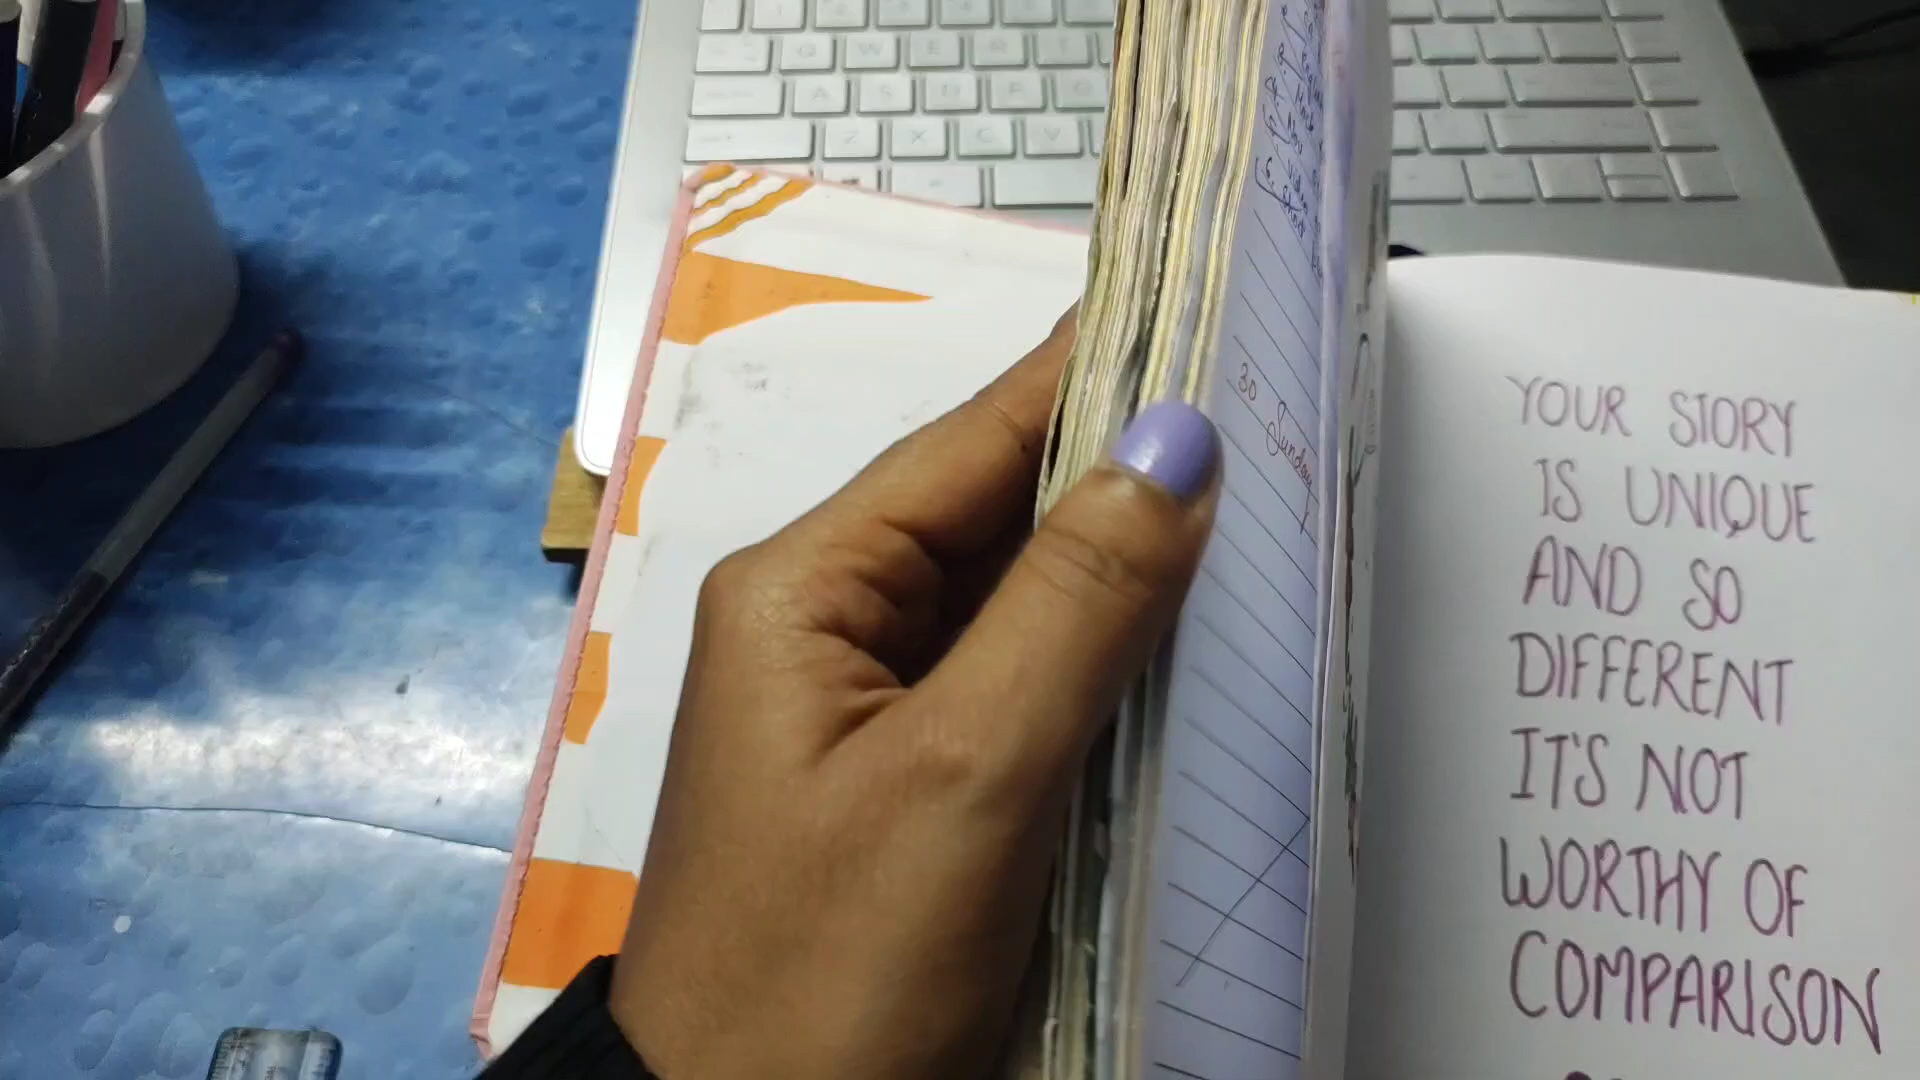 30 Sunday
YOUR STORY
IS UNIQUE
AND SO
DIFFERENT
IT'S NOT
WORTHY OF
COMPARISON
Q W E R T
A S D F G
Z X C V